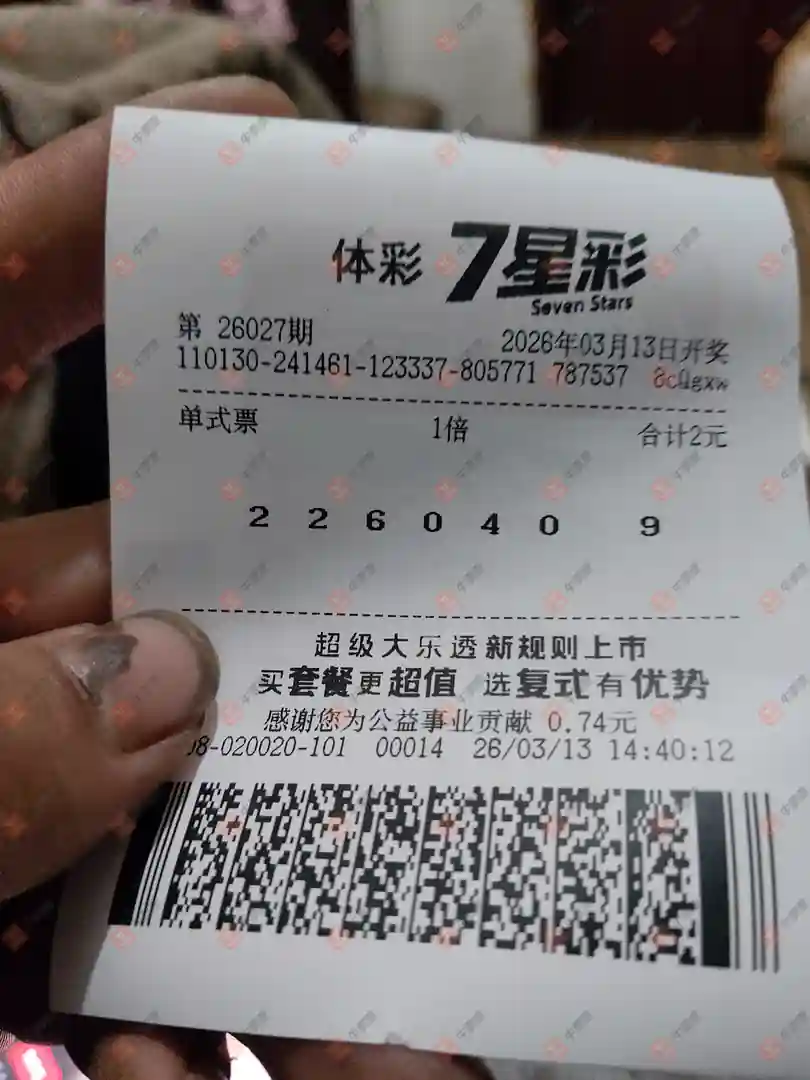 体彩 7星彩
Seven Stars
第 26027期 2026年03月13日开奖
110130-241461-123337-805771 787537 8cQgxw
单式票 1倍 合计2元
2 2 6 0 4 0 9
超级大乐透新规则上市
买套餐更超值 选复式有优势
感谢您为公益事业贡献 0.74元
8-020020-101 00014 26/03/13 14:40:12